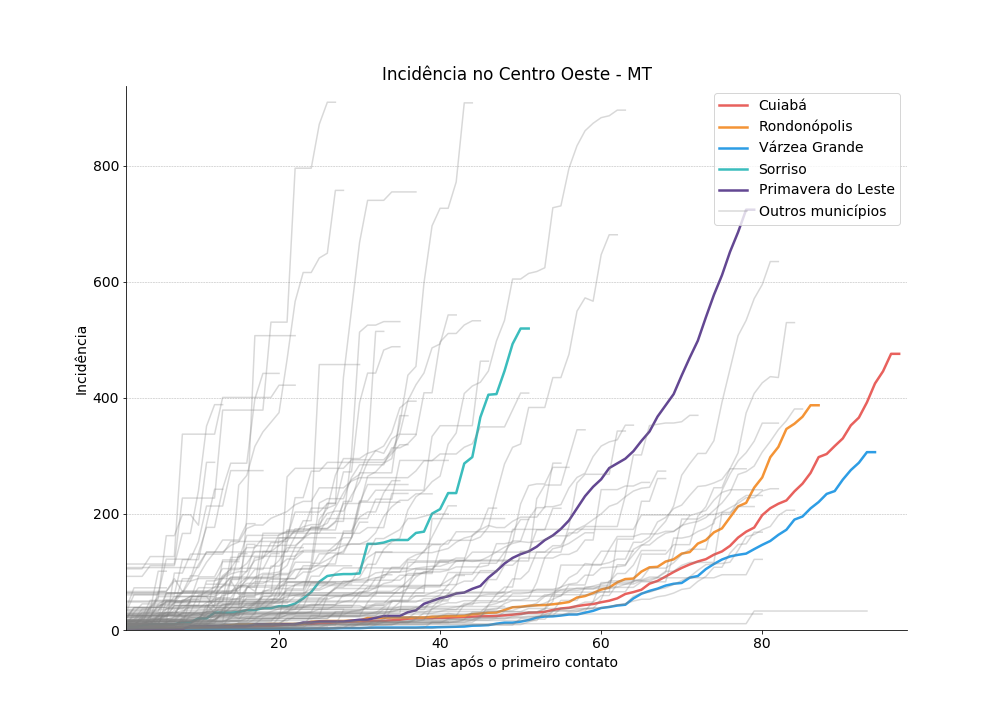 Incidência no Centro Oeste - MT
Cuiabá
Rondonópolis
Várzea Grande
Sorriso
Primavera do Leste
Outros municípios
Incidência
800
600
400
200
0
20
40
60
80
Dias após o primeiro contato